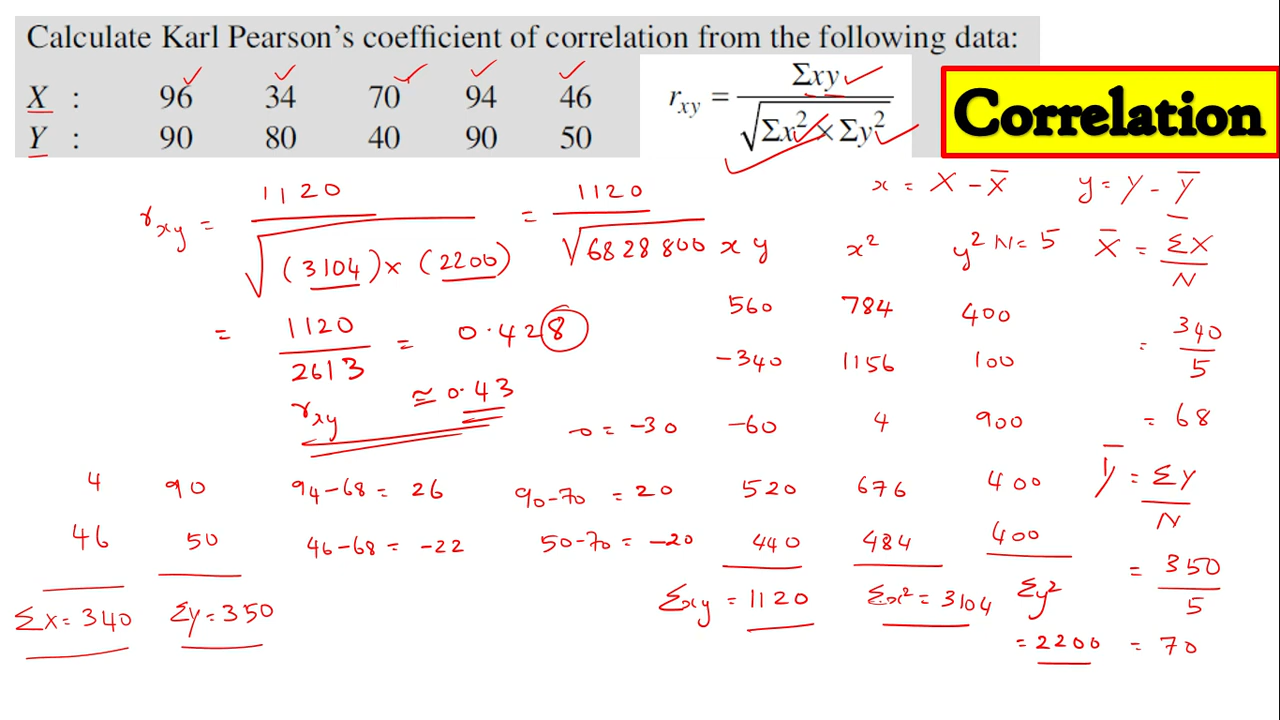 Calculate Karl Pearson's coefficient of correlation from the following data:
X : 96 34 70 94 46
Y : 90 80 40 90 50
r_xy = Σxy / √(Σx² × Σy²)
Correlation
x = X - X̄ y = Y - Ȳ
r_xy = 1120 / √((3104) × (2200)) = 1120 / √6828800
= 1120 / 2613 = 0.428
r_xy ≃ 0.43
xy x² y² N = 5
560 784 400
-340 1156 100
-0 = -30 -60 4 900
4 90 94-68 = 26 90-70 = 20 520 676 400
46 50 46-68 = -22 50-70 = -20 440 484 400
ΣX = 340 Σy = 350 Σxy = 1120 Σx² = 3104 Σy²
= 2200
X̄ = ΣX / N
= 340 / 5
= 68
Ȳ = ΣY / N
= 350 / 5
= 70